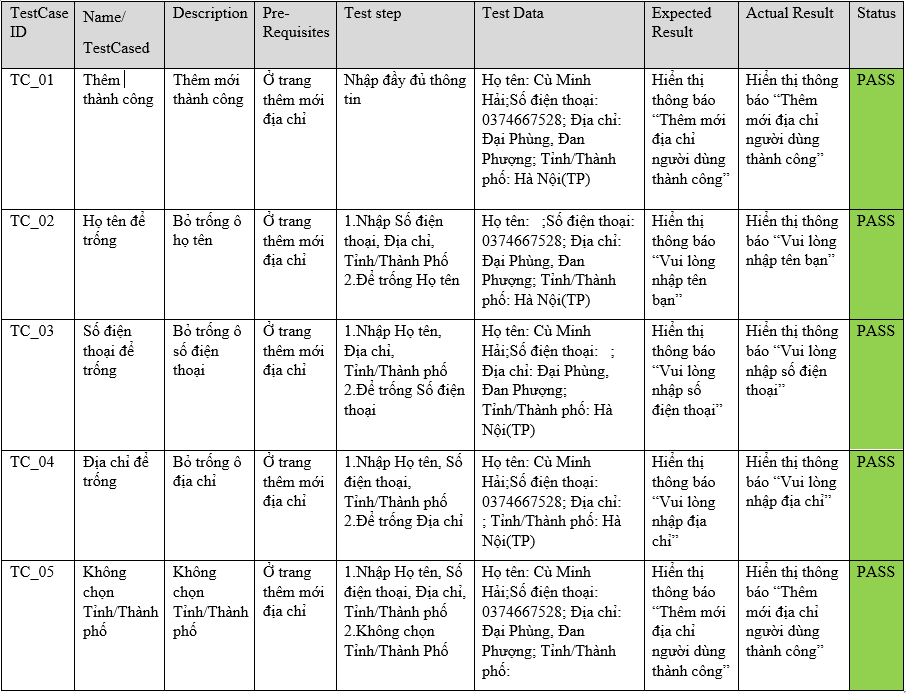 TestCase ID
Name/
TestCased
Description
Pre-
Requisites
Test step
Test Data
Expected
Result
Actual Result
Status
TC_01
Thêm
thành công
Thêm mới
thành công
Ở trang
thêm mới
địa chỉ
Nhập đầy đủ thông
tin
Họ tên: Cù Minh
Hải;Số điện thoại:
0374667528; Địa chỉ:
Đại Phùng, Đan
Phượng; Tỉnh/Thành
phố: Hà Nội(TP)
Hiển thị
thông báo
“Thêm mới
địa chỉ
người dùng
thành công”
Hiển thị thông
báo “Thêm
mới địa chỉ
người dùng
thành công”
PASS
TC_02
Họ tên để
trống
Bỏ trống ô
họ tên
Ở trang
thêm mới
địa chỉ
1.Nhập Số điện
thoại, Địa chỉ,
Tỉnh/Thành Phố
2.Để trống Họ tên
Họ tên: ;Số điện thoại:
0374667528; Địa chỉ:
Đại Phùng, Đan
Phượng; Tỉnh/Thành
phố: Hà Nội(TP)
Hiển thị
thông báo
“Vui lòng
nhập tên
bạn”
Hiển thị thông
báo “Vui lòng
nhập tên bạn”
PASS
TC_03
Số điện
thoại để
trống
Bỏ trống ô
số điện
thoại
Ở trang
thêm mới
địa chỉ
1.Nhập Họ tên,
Địa chỉ,
Tỉnh/Thành phố
2.Để trống Số điện
thoại
Họ tên: Cù Minh
Hải;Số điện thoại: ;
Địa chỉ: Đại Phùng,
Đan Phượng;
Tỉnh/Thành phố: Hà
Nội(TP)
Hiển thị
thông báo
“Vui lòng
nhập số
điện thoại”
Hiển thị thông
báo “Vui lòng
nhập số điện
thoại”
PASS
TC_04
Địa chỉ để
trống
Bỏ trống ô
địa chỉ
Ở trang
thêm mới
địa chỉ
1.Nhập Họ tên, Số
điện thoại,
Tỉnh/Thành phố
2.Để trống Địa chỉ
Họ tên: Cù Minh
Hải;Số điện thoại:
0374667528; Địa chỉ:
; Tỉnh/Thành phố: Hà
Nội(TP)
Hiển thị
thông báo
“Vui lòng
nhập địa
chỉ”
Hiển thị thông
báo “Vui lòng
nhập địa chỉ”
PASS
TC_05
Không
chọn
Tỉnh/Thành
phố
Không
chọn
Tỉnh/Thành
phố
Ở trang
thêm mới
địa chỉ
1.Nhập Họ tên, Số
điện thoại, Địa chỉ,
Tỉnh/Thành phố
2.Không chọn
Tỉnh/Thành Phố
Họ tên: Cù Minh
Hải;Số điện thoại:
0374667528; Địa chỉ:
Đại Phùng, Đan
Phượng; Tỉnh/Thành
phố:
Hiển thị
thông báo
“Thêm mới
địa chỉ
người dùng
thành công”
Hiển thị thông
báo “Thêm
mới địa chỉ
người dùng
thành công”
PASS